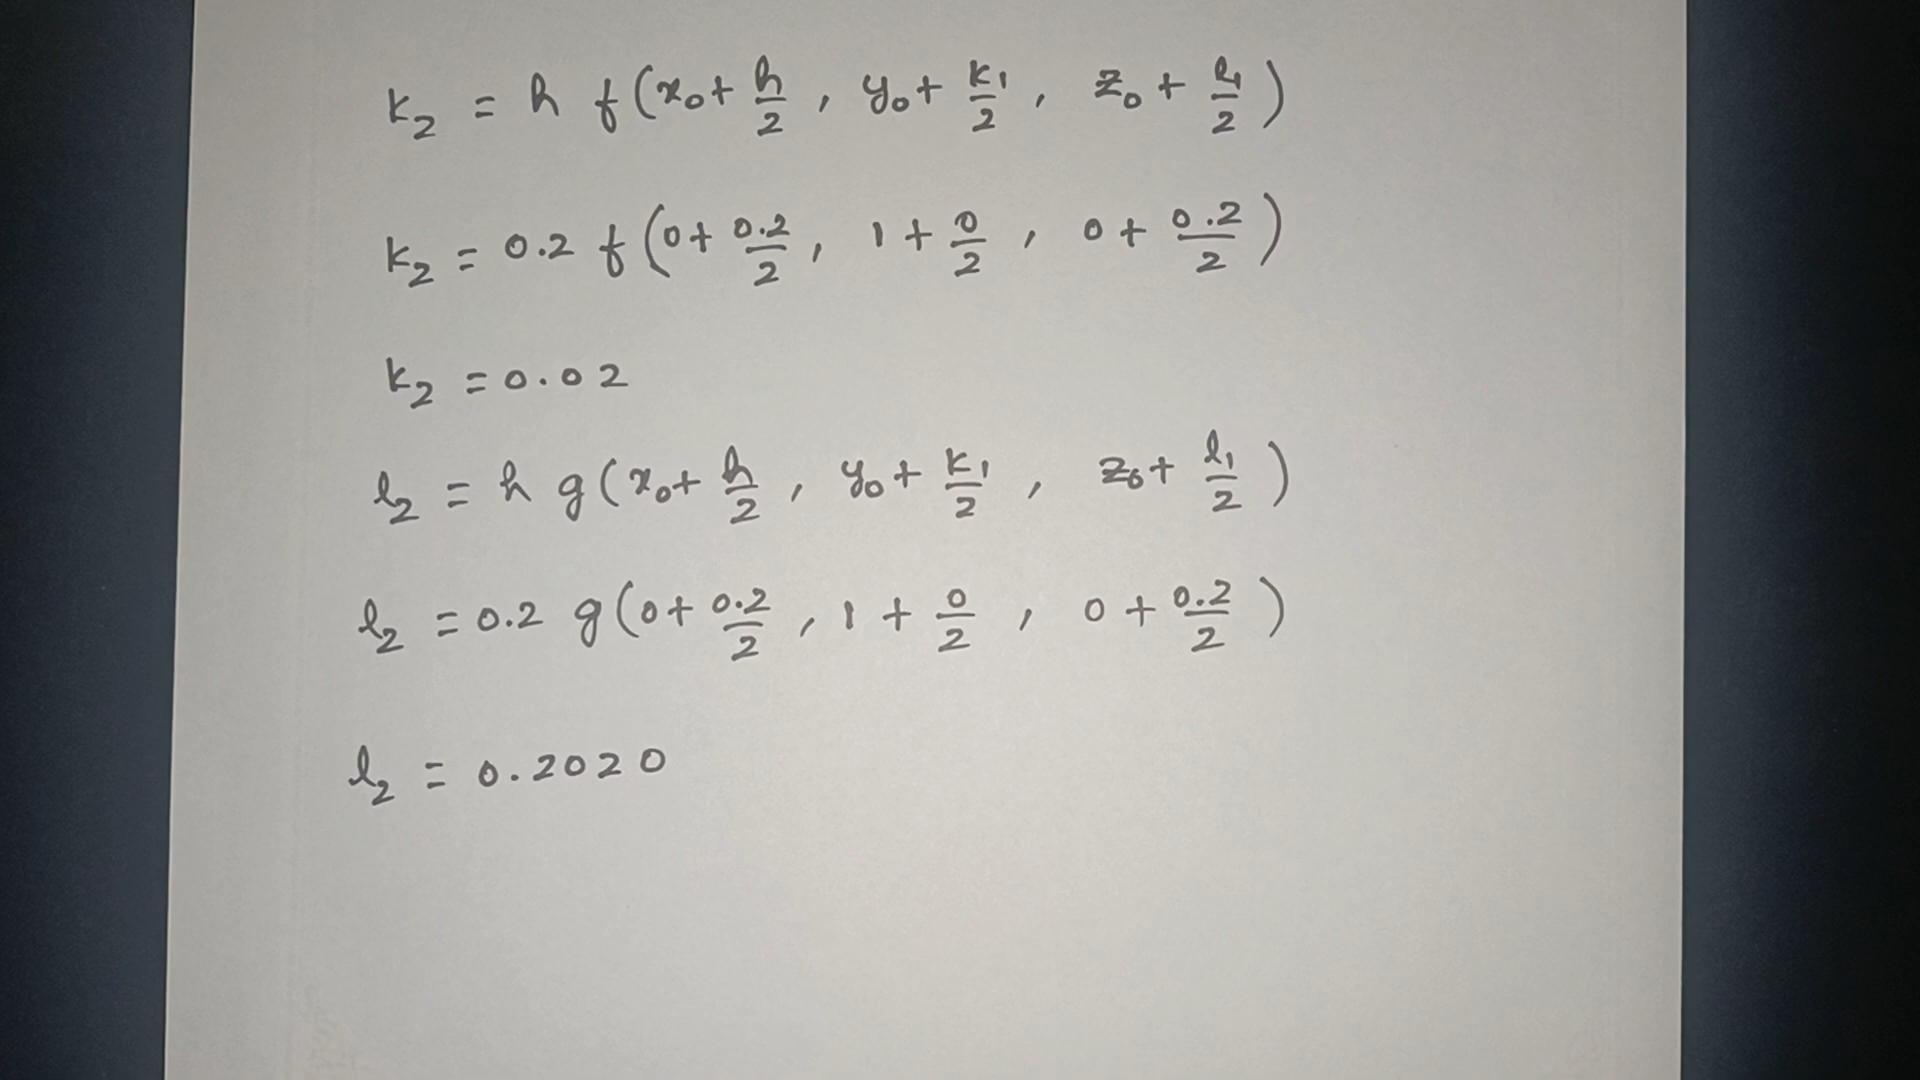 k₂ = h f(x₀ + h/2 , y₀ + k₁/2 , z₀ + l₁/2)
k₂ = 0.2 f(0 + 0.2/2 , 1 + 0/2 , 0 + 0.2/2)
k₂ = 0.02
l₂ = h g(x₀ + h/2 , y₀ + k₁/2 , z₀ + l₁/2)
l₂ = 0.2 g(0 + 0.2/2 , 1 + 0/2 , 0 + 0.2/2)
l₂ = 0.2020